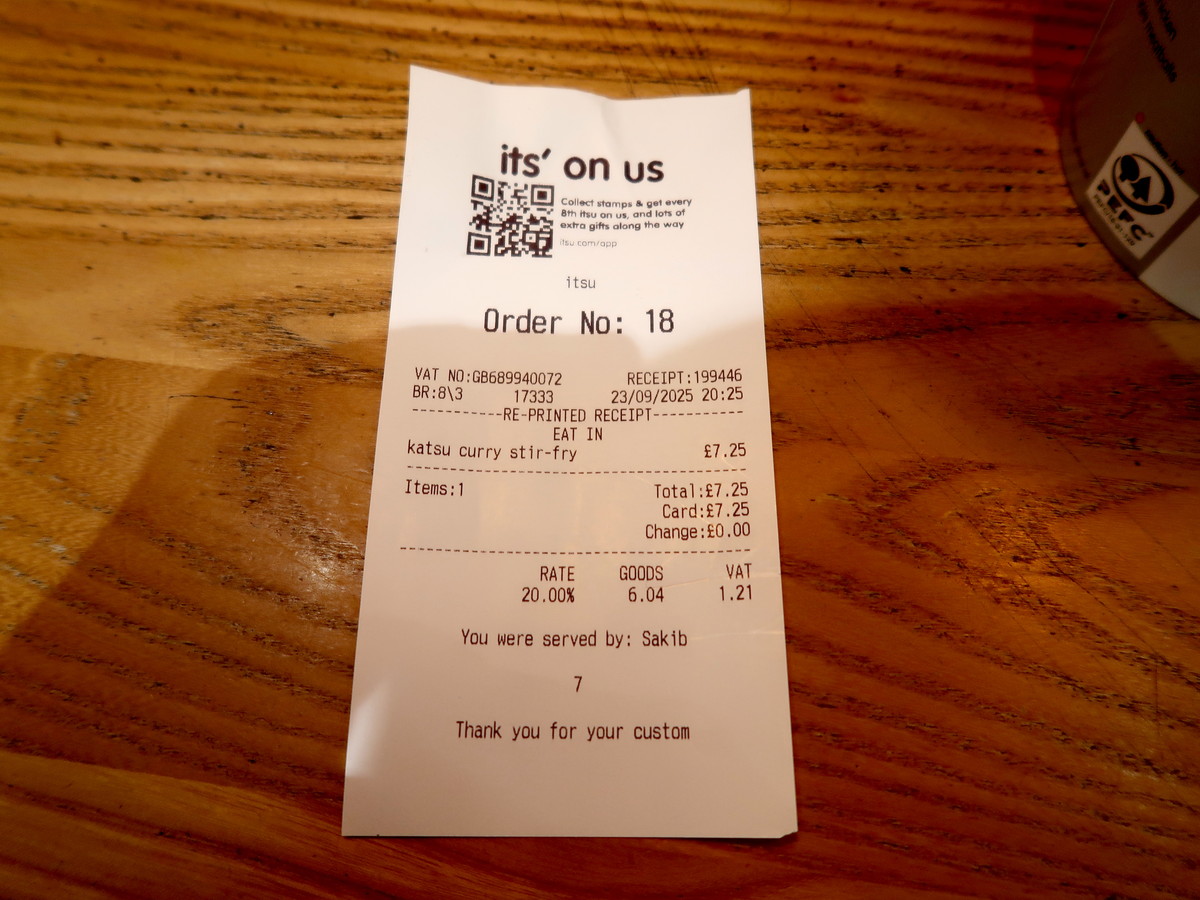 its' on us
Collect stamps & get every
8th itsu on us, and lots of
extra gifts along the way
itsu.com/app
itsu
Order No: 18
VAT NO:GB689940072 RECEIPT:199446
BR:8\3 17333 23/09/2025 20:25
----------RE-PRINTED RECEIPT----------
EAT IN
katsu curry stir-fry £7.25
Items:1 Total:£7.25
Card:£7.25
Change:£0.00
RATE GOODS VAT
20.00% 6.04 1.21
You were served by: Sakib
7
Thank you for your custom
PEFC